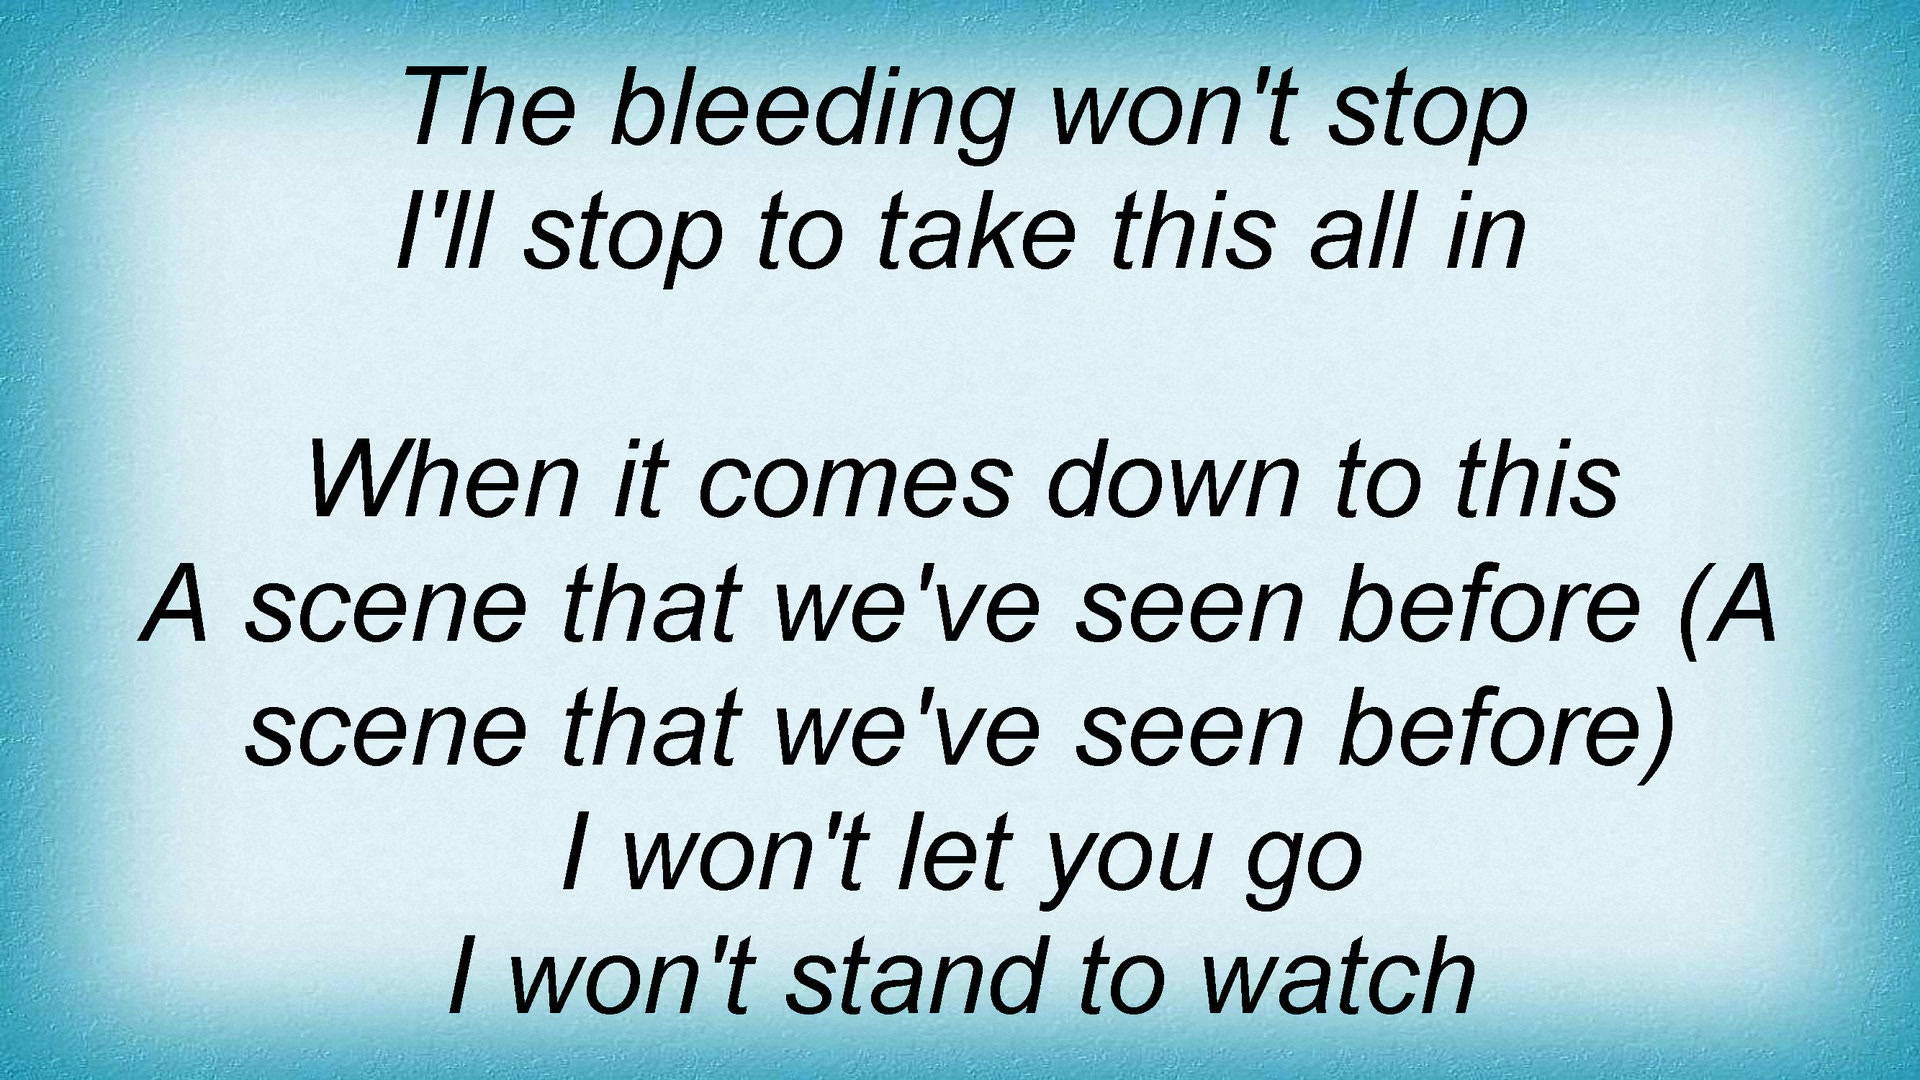 The bleeding won't stop
I'll stop to take this all in
When it comes down to this
A scene that we've seen before (A
scene that we've seen before)
I won't let you go
I won't stand to watch